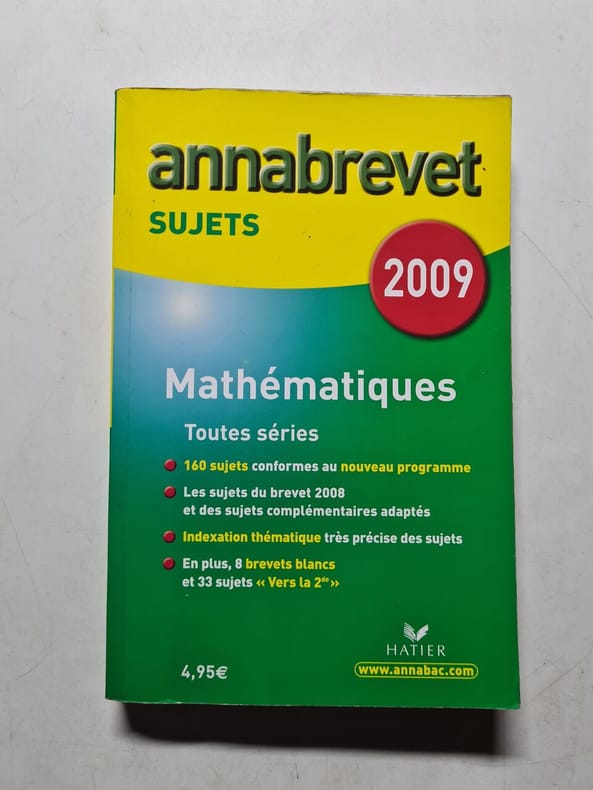 annabrevet
SUJETS
2009
Mathématiques
Toutes séries
160 sujets conformes au nouveau programme
Les sujets du brevet 2008
et des sujets complémentaires adaptés
Indexation thématique très précise des sujets
En plus, 8 brevets blancs
et 33 sujets « Vers la 2de »
HATIER
4,95€
www.annabac.com